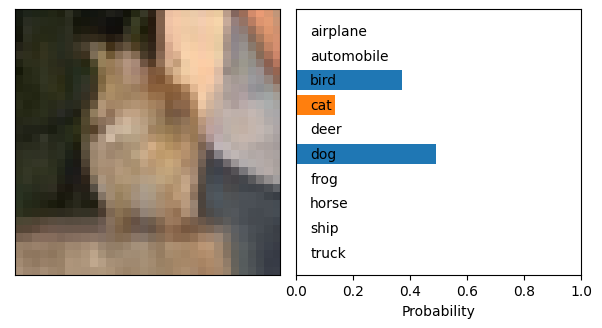 airplane
automobile
bird
cat
deer
dog
frog
horse
ship
truck
0.0 0.2 0.4 0.6 0.8 1.0
Probability